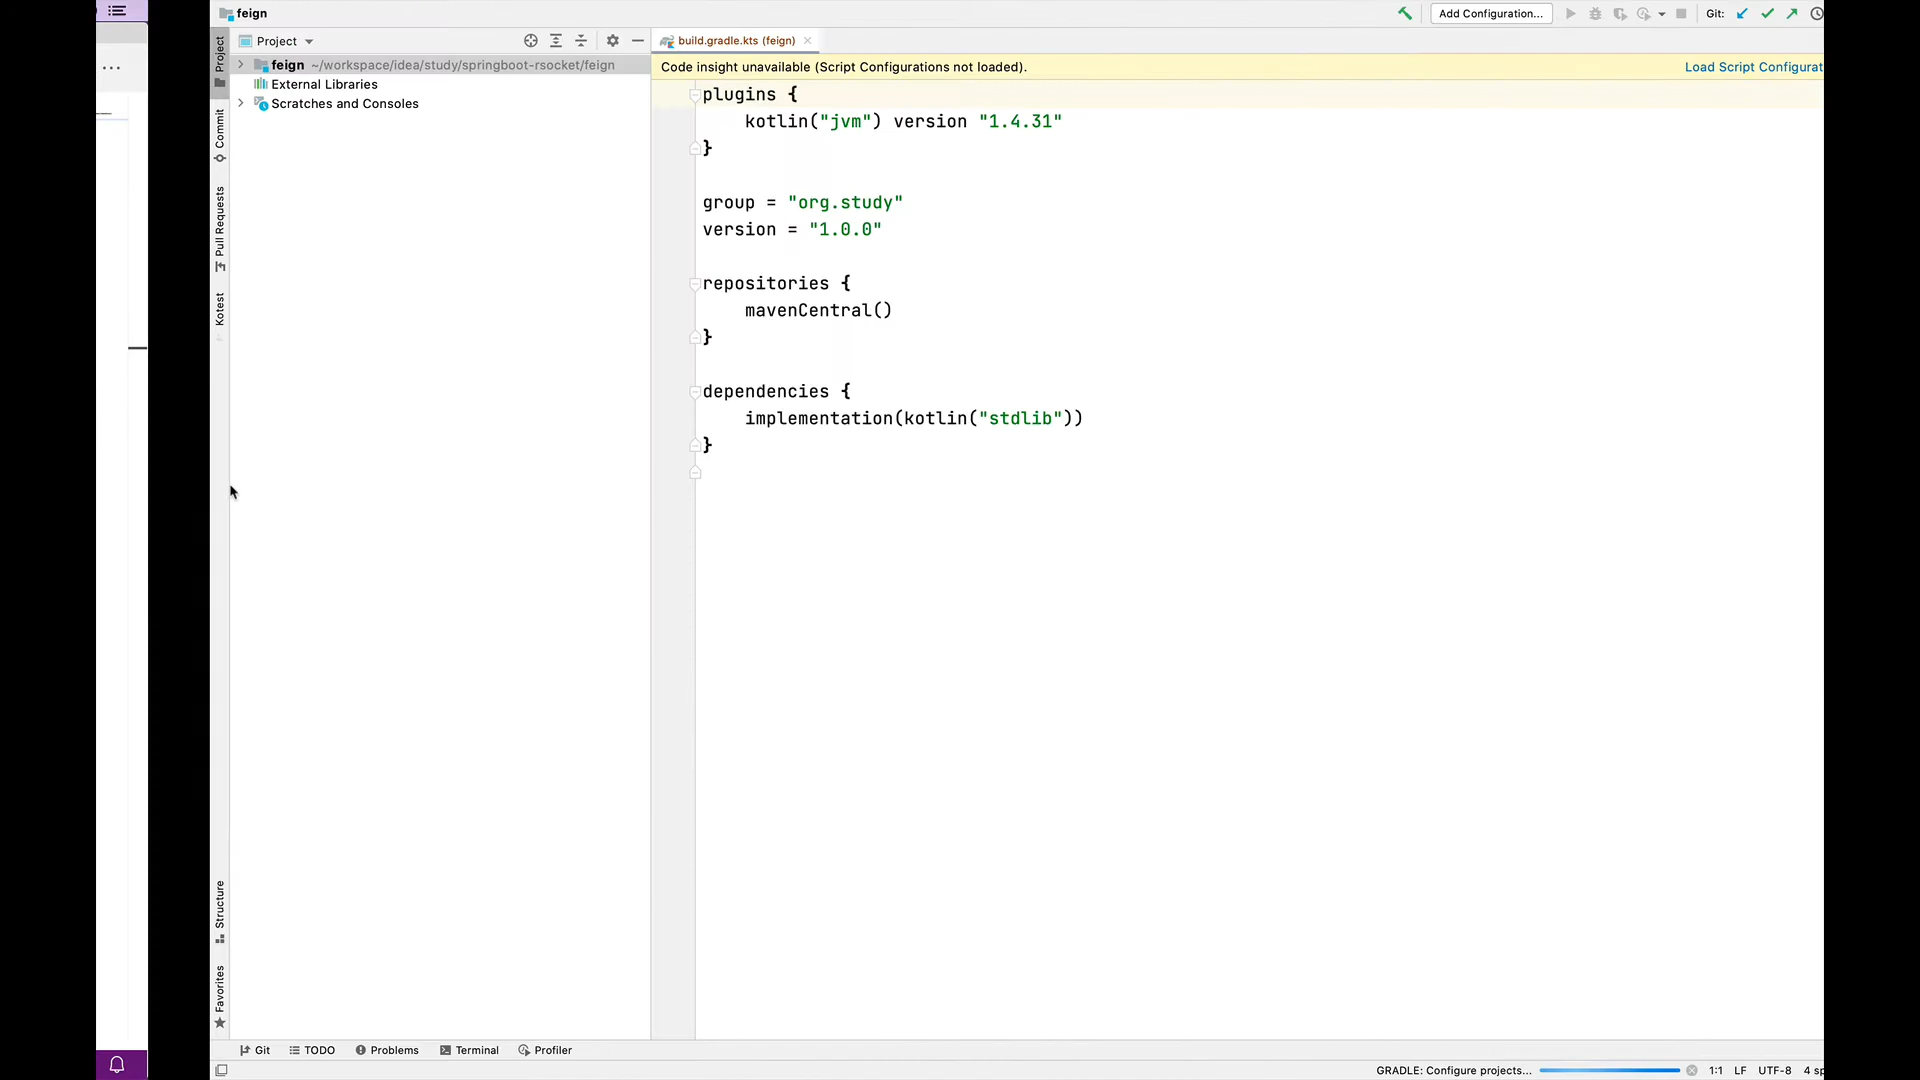 feign
Add Configuration...
Git:
Project
Project
build.gradle.kts (feign)
feign ~/workspace/idea/study/springboot-rsocket/feign
Code insight unavailable (Script Configurations not loaded).
Load Script Configurat
External Libraries
Scratches and Consoles
Commit
Pull Requests
Kotest
Structure
Favorites
plugins {
kotlin("jvm") version "1.4.31"
}
group = "org.study"
version = "1.0.0"
repositories {
mavenCentral()
}
dependencies {
implementation(kotlin("stdlib"))
}
Git
TODO
Problems
Terminal
Profiler
GRADLE: Configure projects...
1:1
LF
UTF-8
4 sp